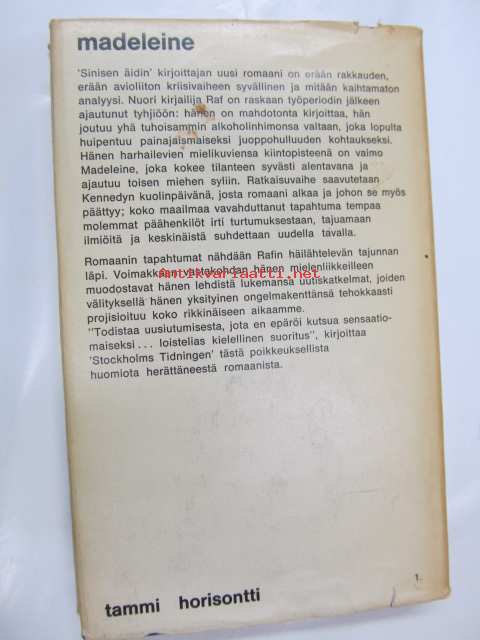 madeleine
'Sinisen äidin' kirjoittajan uusi romaani on erään rakkauden,
erään avioliiton kriisivaiheen syvällinen ja mitään kaihtamaton
analyysi. Nuori kirjailija Raf on raskaan työperiodin jälkeen
ajautunut tyhjiöön: hänen on mahdotonta kirjoittaa, hän
joutuu yhä tuhoisammin alkoholinhimonsa valtaan, joka lopulta
huipentuu painajaismaiseksi juoppohulluuden kohtaukseksi.
Hänen harhailevien mielikuviensa kiintopisteenä on vaimo
Madeleine, joka kokee tilanteen syvästi alentavana ja
ajautuu toisen miehen syliin. Ratkaisuvaihe saavutetaan
Kennedyn kuolinpäivänä, josta romaani alkaa ja johon se myös
päättyy; koko maailmaa vavahduttanut tapahtuma tempaa
molemmat päähenkilöt irti turtumuksestaan, tajuamaan
ilmiöitä ja keskinäistä suhdettaan uudella tavalla.
Romaanin tapahtumat nähdään Rafin häilähtelevän tajunnan
läpi. Voimakkaan vastakohdan hänen mielenliikkeilleen
muodostavat hänen lehdistä lukemansa uutiskatkelmat, joiden
välityksellä hänen yksityinen ongelmakenttänsä tehokkaasti
projisioituu koko rikkinäiseen aikaamme.
"Todistaa uusiutumisesta, jota en epäröi kutsua sensaatio-
maiseksi... loistelias kielellinen suoritus", kirjoittaa
'Stockholms Tidningen' tästä poikkeuksellista
huomiota herättäneestä romaanista.
antikvariaatti.net
tammi horisontti